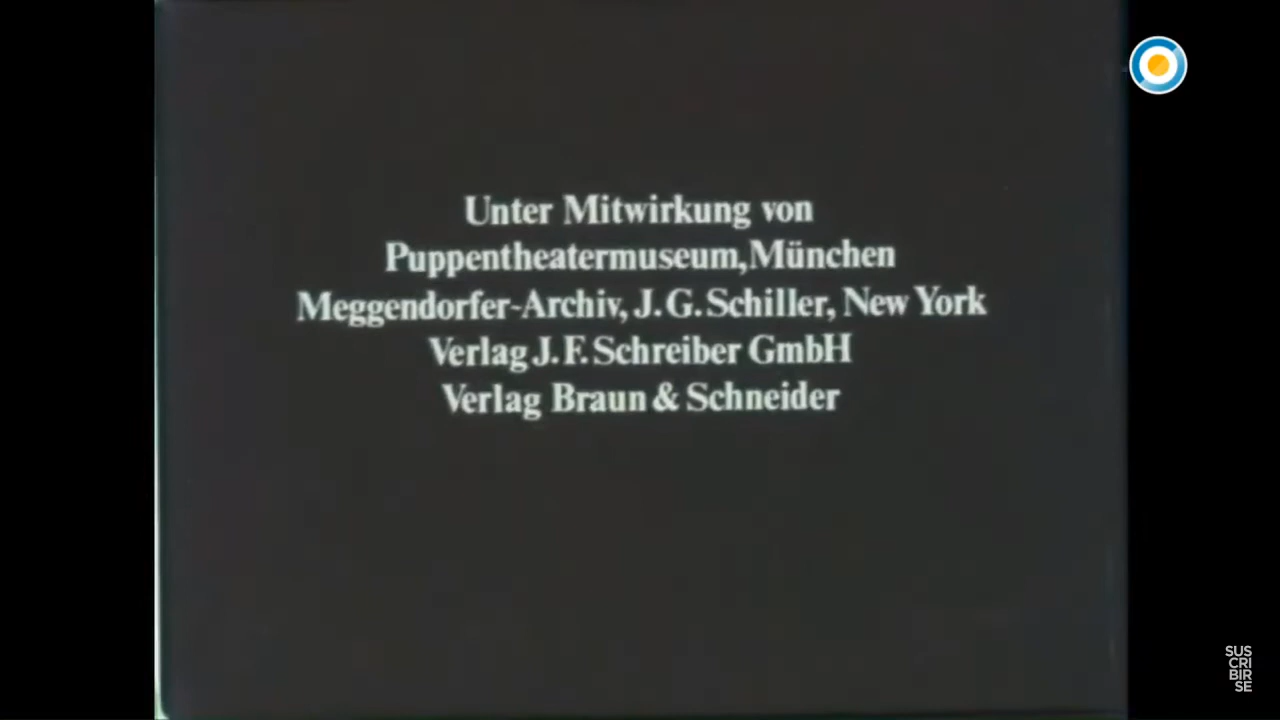 Unter Mitwirkung von
Puppentheatermuseum, München
Meggendorfer-Archiv, J. G. Schiller, New York
Verlag J. F. Schreiber GmbH
Verlag Braun & Schneider
SUS
CRI
BIR
SE